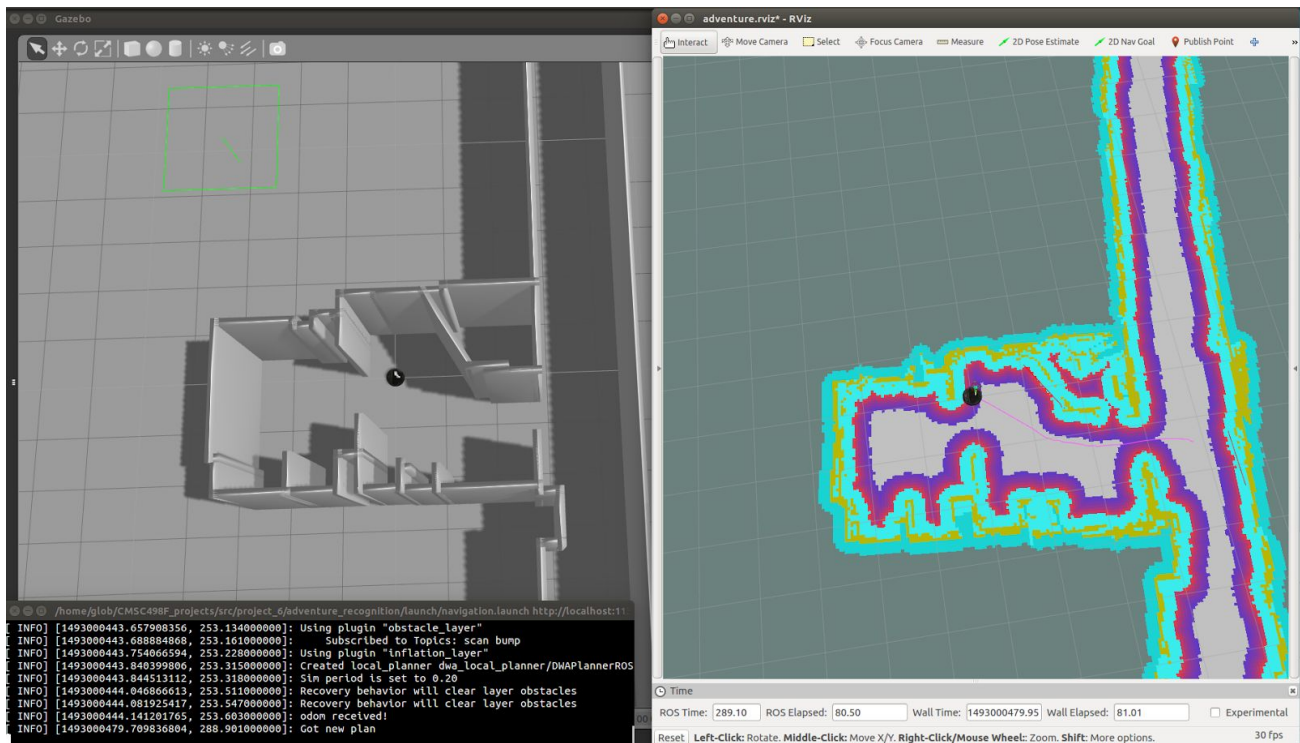 Gazebo
adventure.rviz* - RViz
Interact Move Camera Select Focus Camera Measure 2D Pose Estimate 2D Nav Goal Publish Point »
/home/glob/CMSC498F_projects/src/project_6/adventure_recognition/launch/navigation.launch http://localhost:11
[ INFO] [1493000443.657908356, 253.134000000]: Using plugin "obstacle_layer"
[ INFO] [1493000443.688884868, 253.161000000]: Subscribed to Topics: scan bump
[ INFO] [1493000443.754066594, 253.228000000]: Using plugin "inflation_layer"
[ INFO] [1493000443.840399806, 253.315000000]: Created local_planner dwa_local_planner/DWAPlannerROS
[ INFO] [1493000443.844513112, 253.318000000]: Sim period is set to 0.20
[ INFO] [1493000444.046866613, 253.511000000]: Recovery behavior will clear layer obstacles
[ INFO] [1493000444.081925417, 253.547000000]: Recovery behavior will clear layer obstacles
[ INFO] [1493000444.141201765, 253.603000000]: odom received!
[ INFO] [1493000479.709836804, 288.901000000]: Got new plan
Time
ROS Time: 289.10 ROS Elapsed: 80.50 Wall Time: 1493000479.95 Wall Elapsed: 81.01 Experimental
Reset Left-Click: Rotate. Middle-Click: Move X/Y. Right-Click/Mouse Wheel:: Zoom. Shift: More options. 30 fps